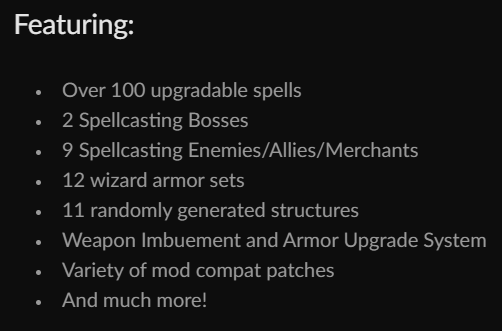 Featuring:
• Over 100 upgradable spells
• 2 Spellcasting Bosses
• 9 Spellcasting Enemies/Allies/Merchants
• 12 wizard armor sets
• 11 randomly generated structures
• Weapon Imbuement and Armor Upgrade System
• Variety of mod compat patches
• And much more!